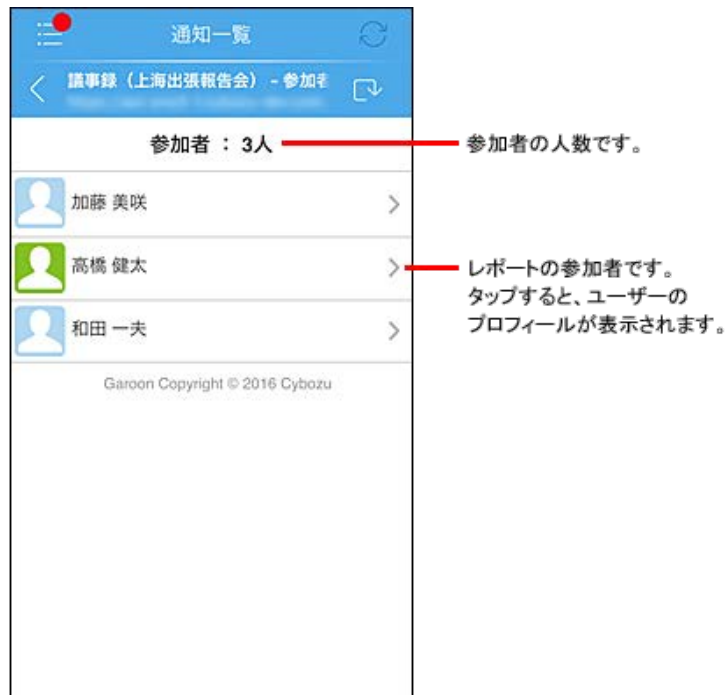 通知一覧
議事録（上海出張報告会） - 参加
参加者 ： 3人
参加者の人数です。
加藤 美咲
高橋 健太
レポートの参加者です。
タップすると、ユーザーの
プロフィールが表示されます。
和田 一夫
Garoon Copyright © 2016 Cybozu